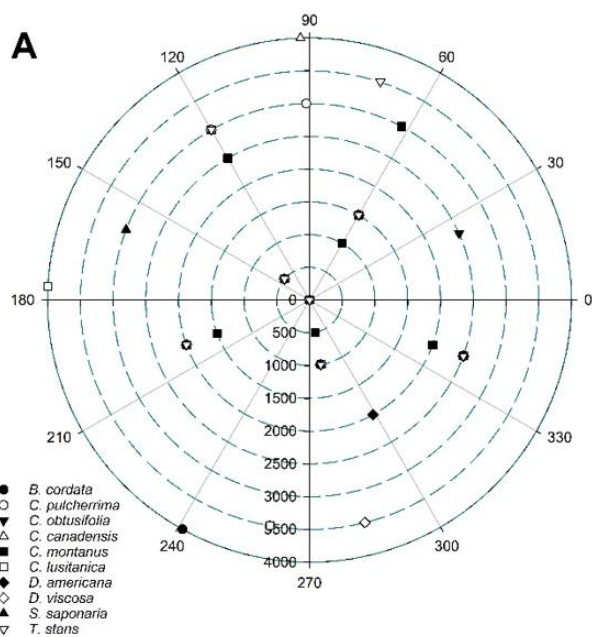 A
90
120
60
150
30
180
0
0
500
1000
1500
2000
2500
3000
3500
4000
210
330
240
300
270
B. cordata
C. pulcherrima
C. obtusifolia
C. canadensis
C. montanus
C. lusitanica
D. americana
D. viscosa
S. saponaria
T. stans